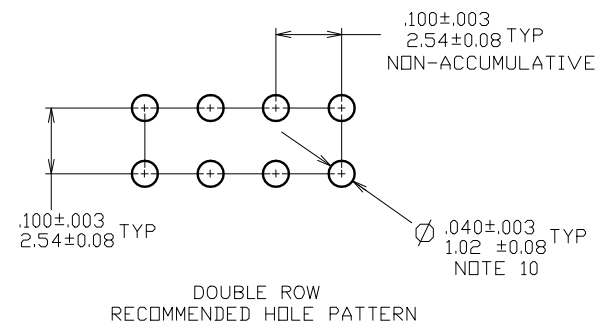 .100±.003
2.54±0.08 TYP
NON-ACCUMULATIVE
.100±.003
2.54±0.08 TYP
Ø .040±.003
1.02 ±0.08 TYP
NOTE 10
DOUBLE ROW
RECOMMENDED HOLE PATTERN